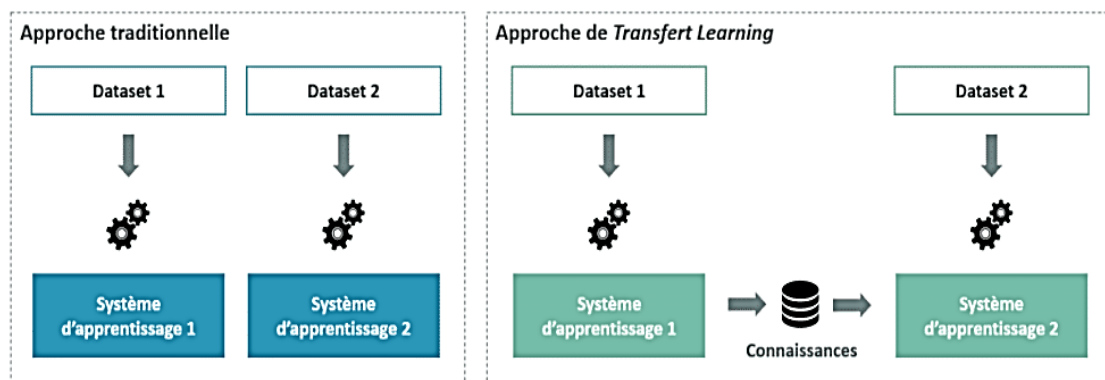 Approche traditionnelle
Dataset 1
Dataset 2
Système
d'apprentissage 1
Système
d'apprentissage 2
Approche de Transfert Learning
Dataset 1
Dataset 2
Système
d'apprentissage 1
Connaissances
Système
d'apprentissage 2